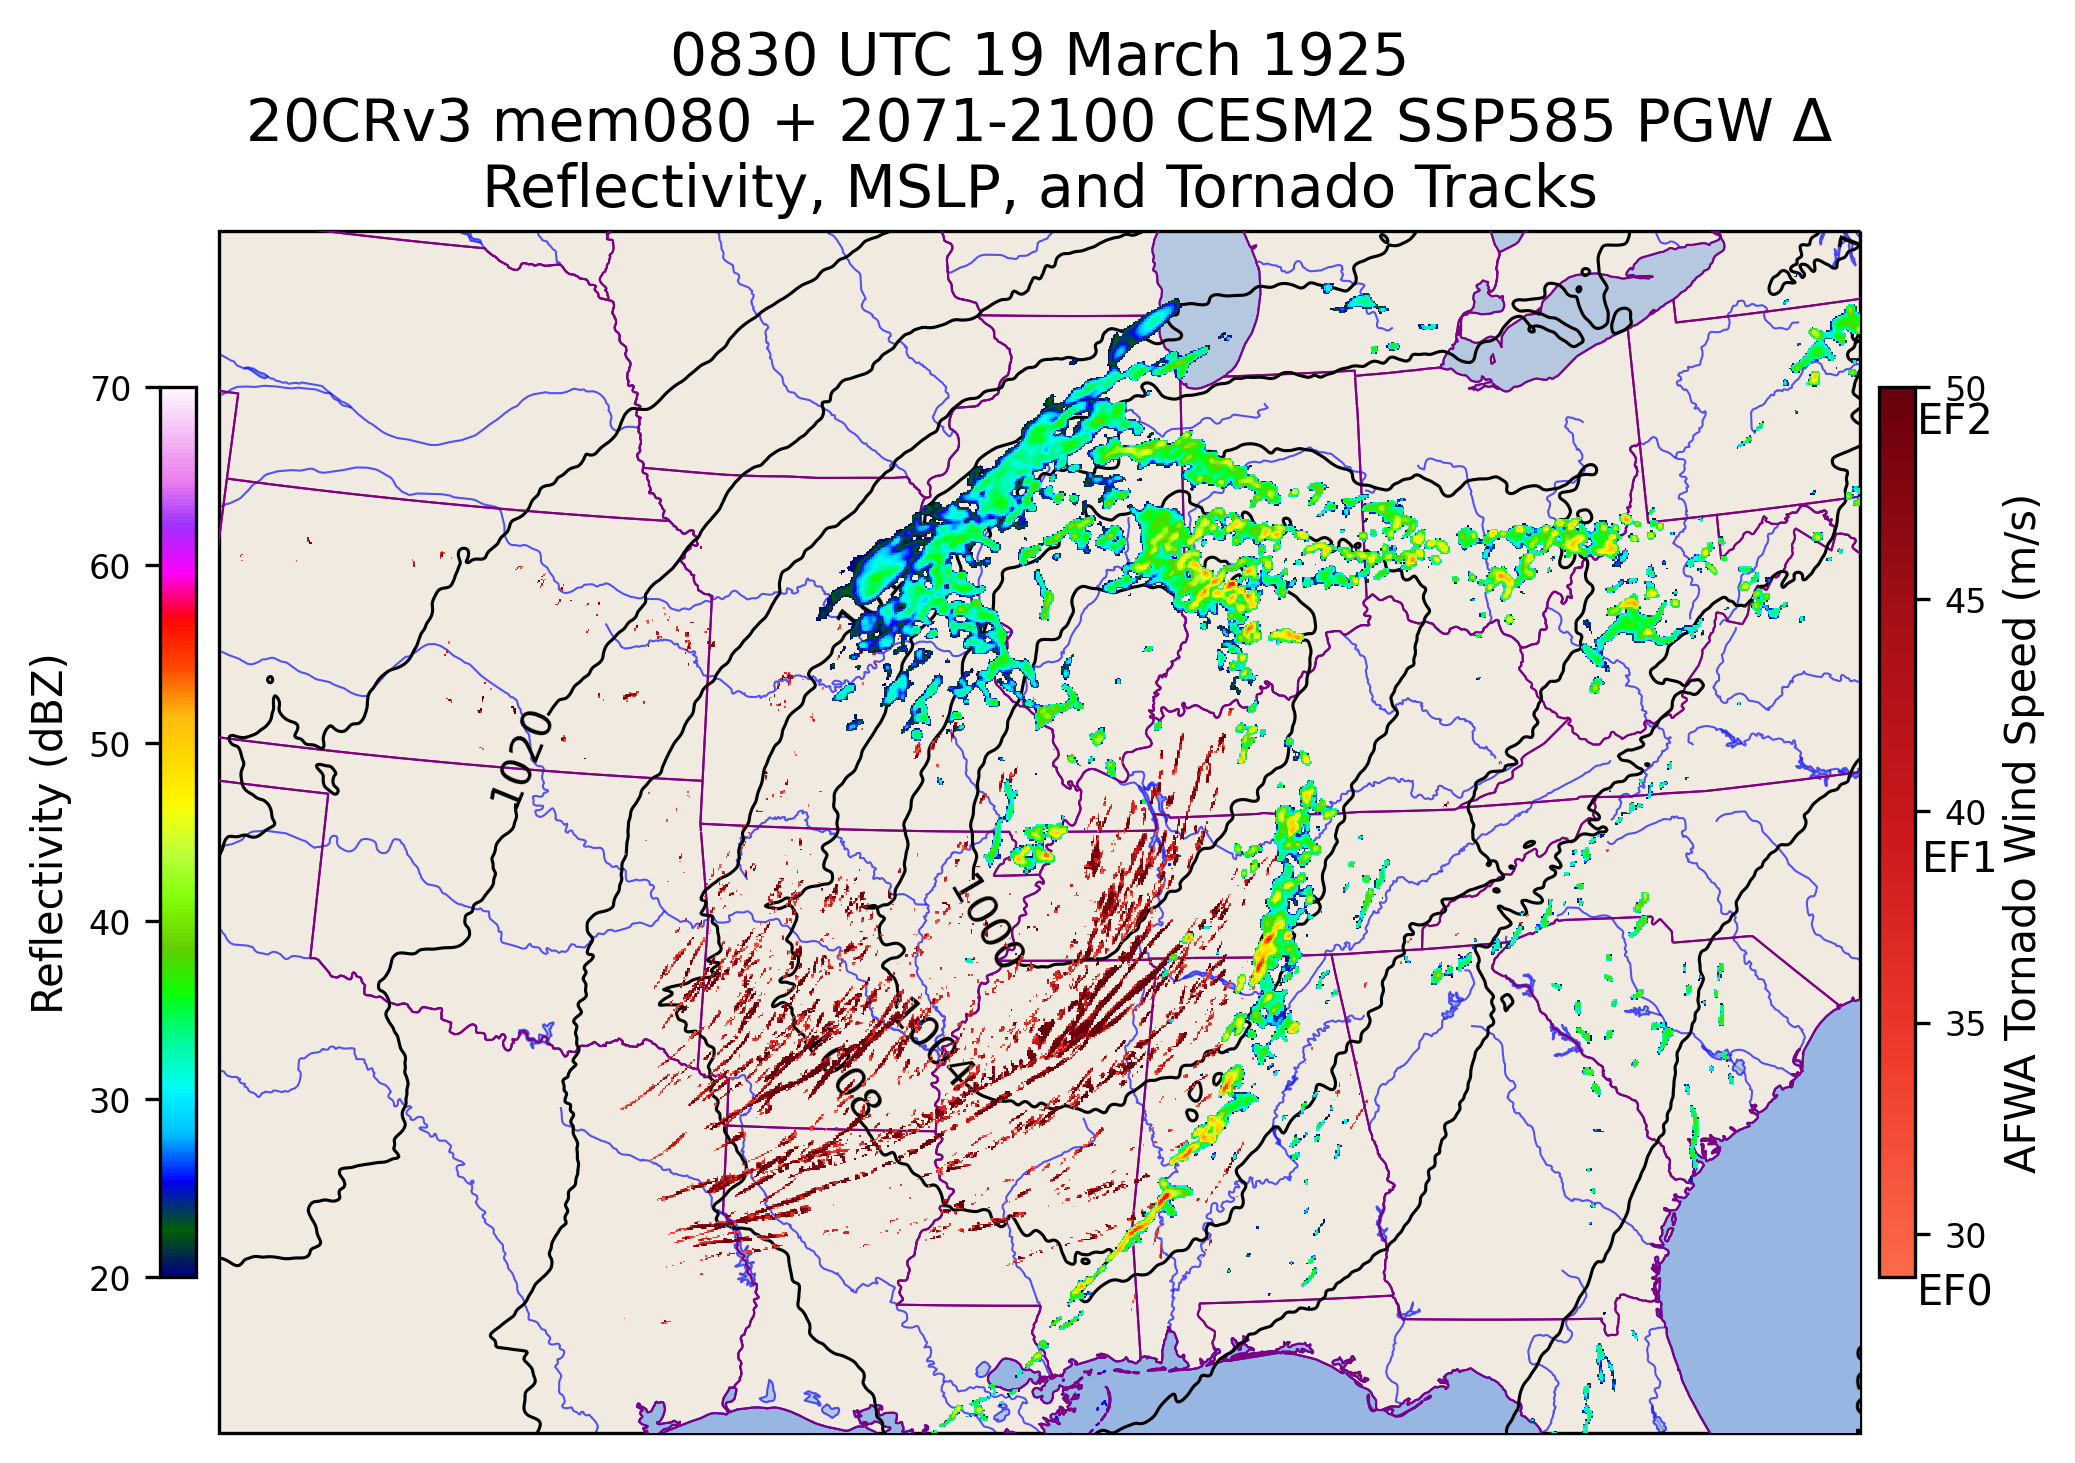 0830 UTC 19 March 1925
20CRv3 mem080 + 2071-2100 CESM2 SSP585 PGW Δ
Reflectivity, MSLP, and Tornado Tracks
Reflectivity (dBZ)
70
60
50
40
30
20
1020
1000
1004
1008
50
EF2
45
40
EF1
35
30
EF0
AFWA Tornado Wind Speed (m/s)